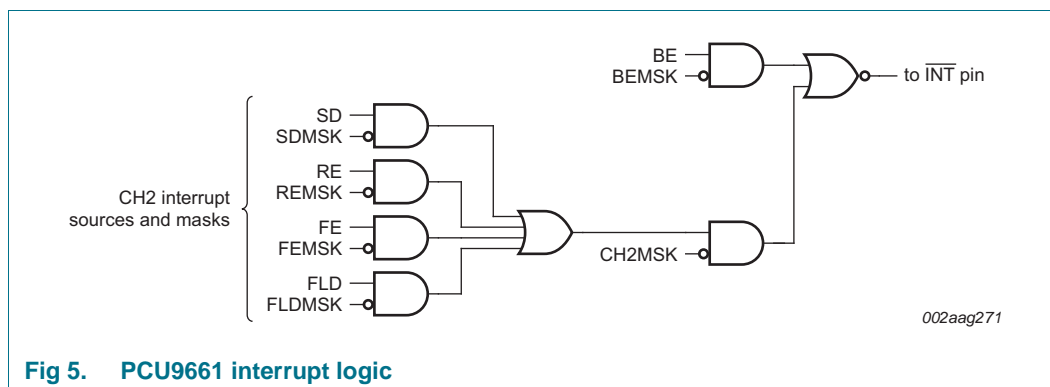 BE
BEMSK
to INT pin
SD
SDMSK
RE
REMSK
CH2 interrupt
sources and masks
FE
FEMSK
CH2MSK
FLD
FLDMSK
002aag271
Fig 5. PCU9661 interrupt logic